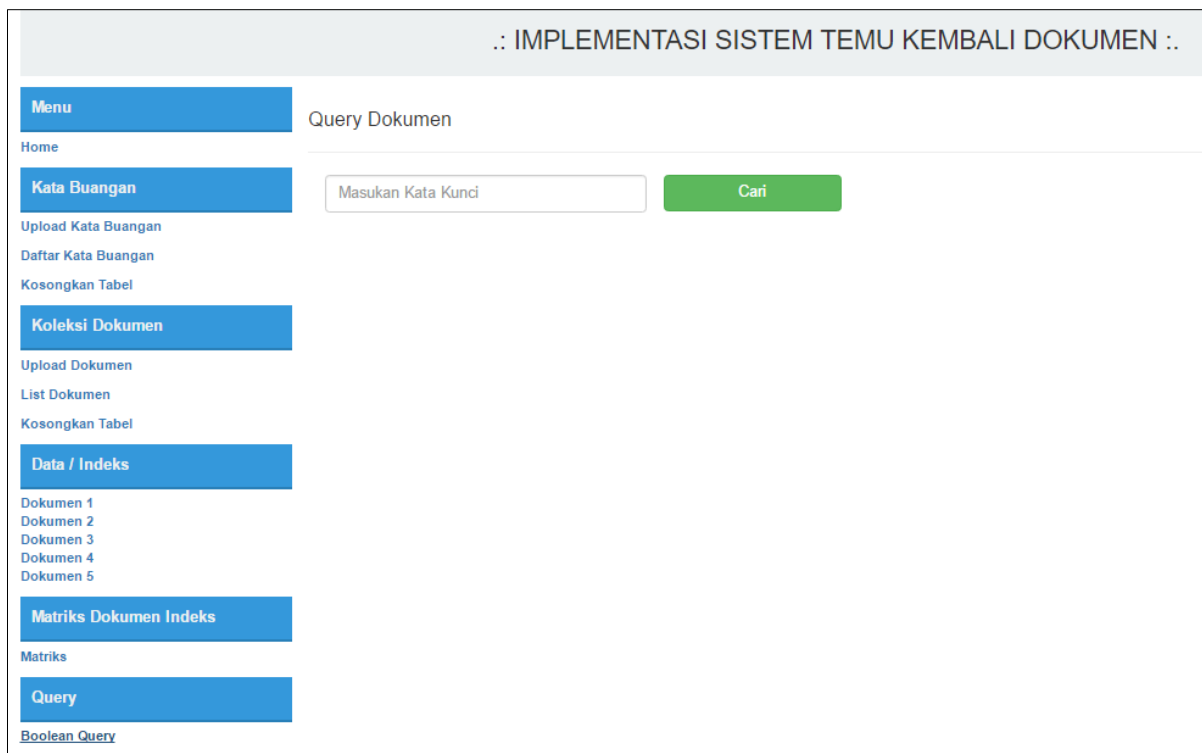 .: IMPLEMENTASI SISTEM TEMU KEMBALI DOKUMEN :.
Menu
Home
Kata Buangan
Upload Kata Buangan
Daftar Kata Buangan
Kosongkan Tabel
Koleksi Dokumen
Upload Dokumen
List Dokumen
Kosongkan Tabel
Data / Indeks
Dokumen 1
Dokumen 2
Dokumen 3
Dokumen 4
Dokumen 5
Matriks Dokumen Indeks
Matriks
Query
Boolean Query
Query Dokumen
Masukan Kata Kunci
Cari